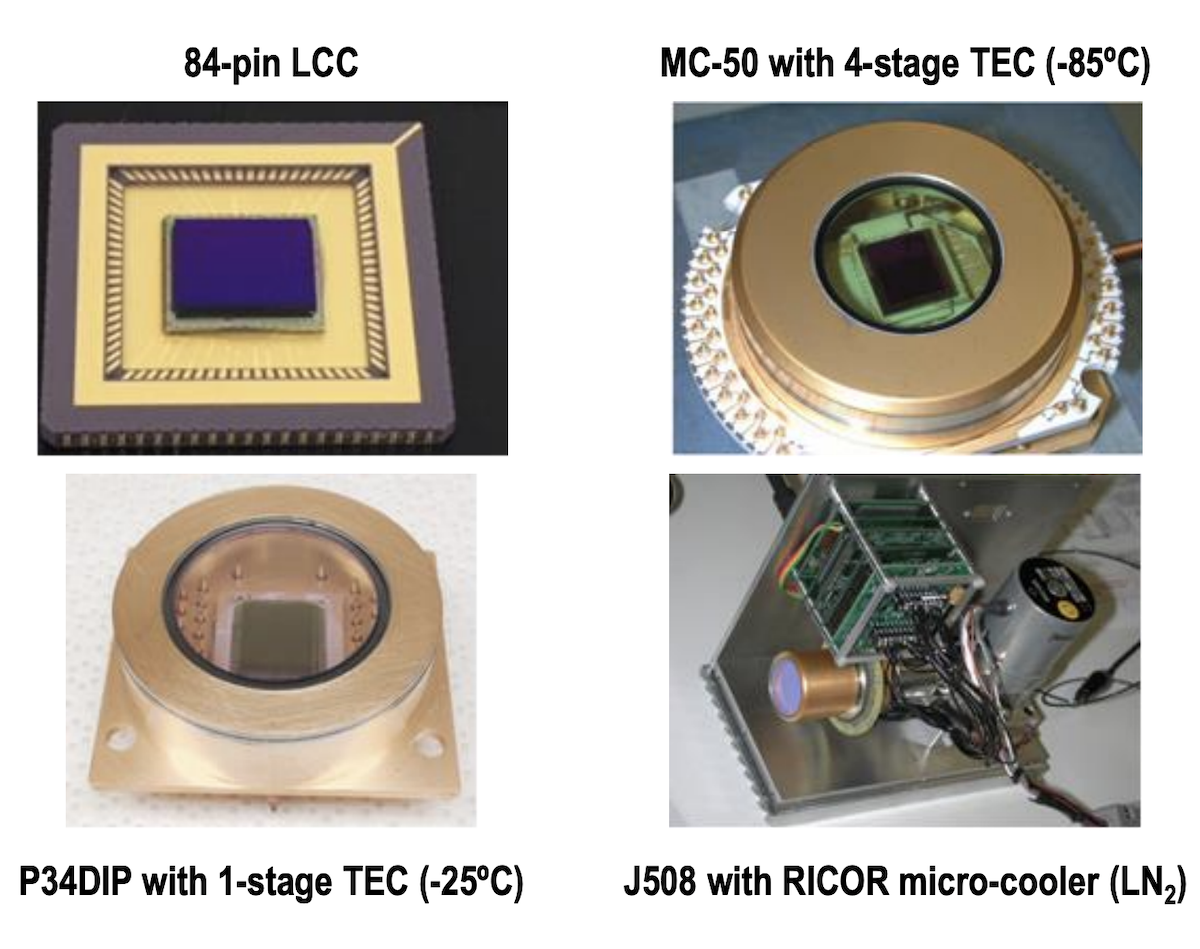 84-pin LCC
MC-50 with 4-stage TEC (-85ºC)
P34DIP with 1-stage TEC (-25ºC)
J508 with RICOR micro-cooler (LN₂)